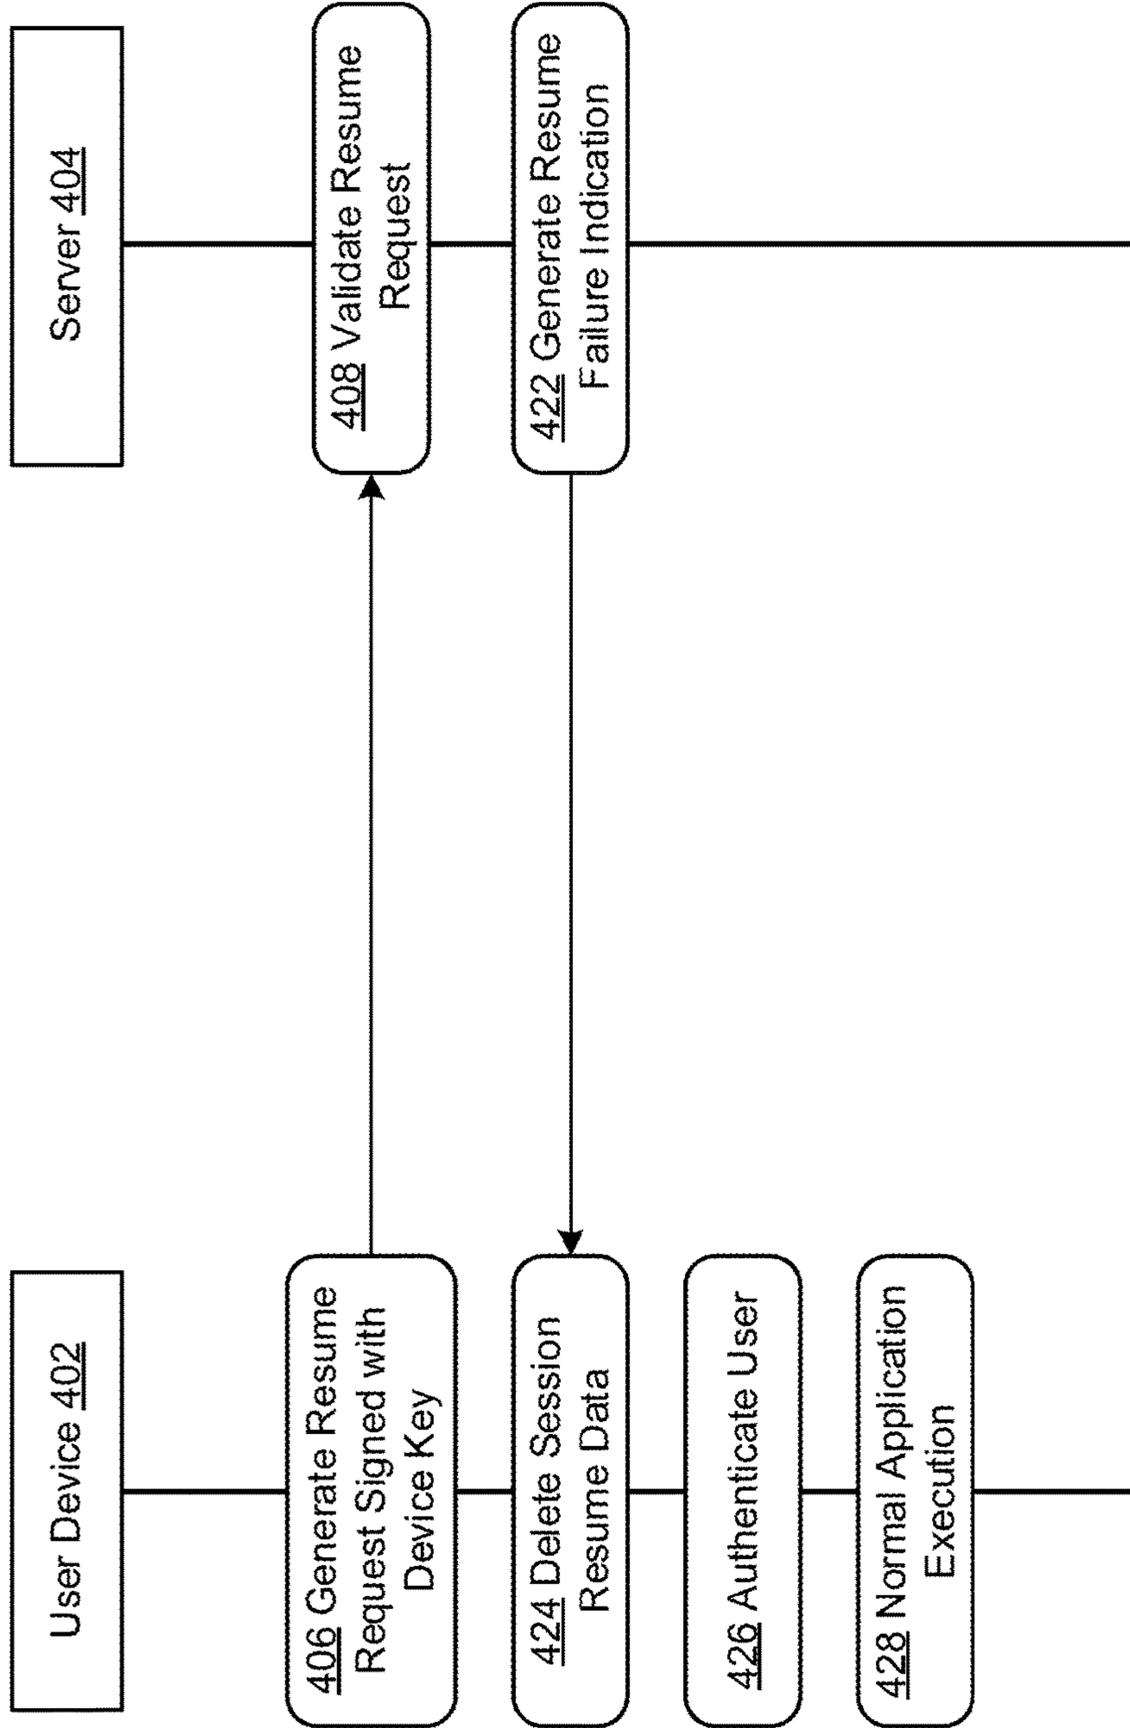 User Device 402
Server 404
406 Generate Resume
Request Signed with
Device Key
408 Validate Resume
Request
424 Delete Session
Resume Data
422 Generate Resume
Failure Indication
426 Authenticate User
428 Normal Application
Execution